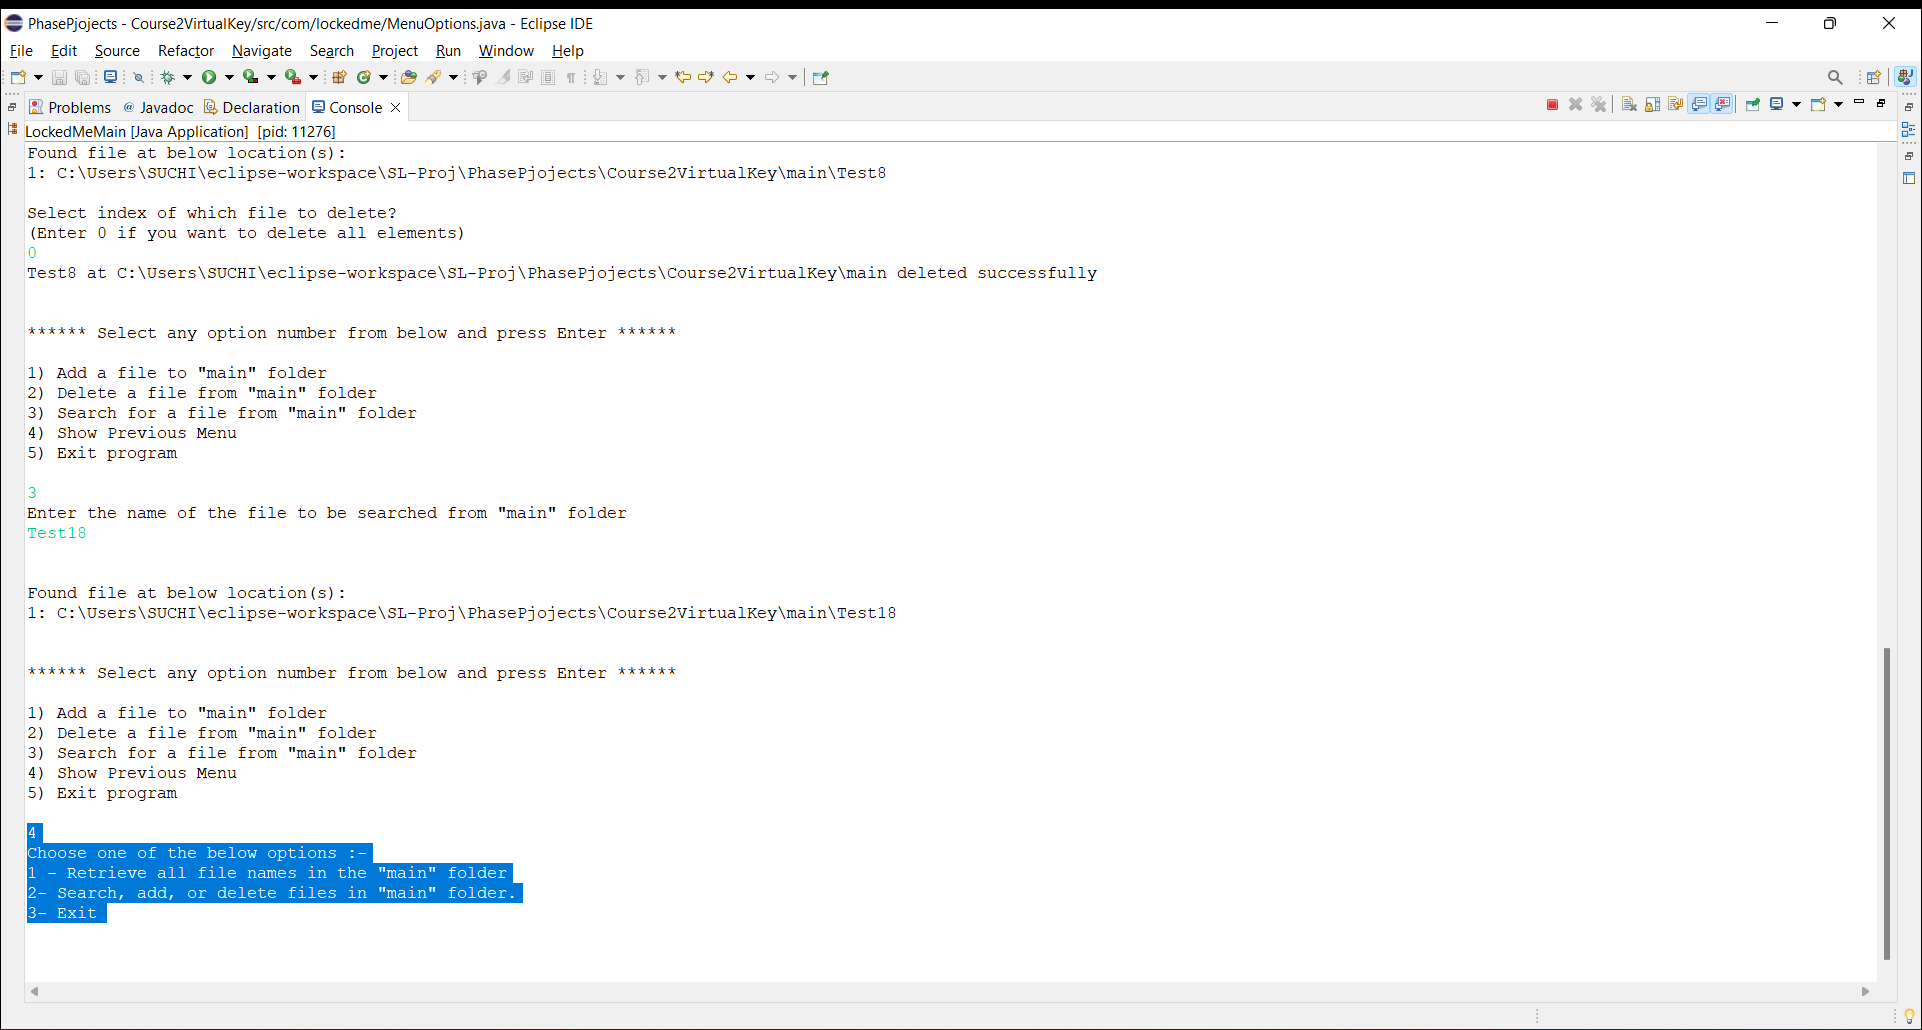 PhasePjojects - Course2VirtualKey/src/com/lockedme/MenuOptions.java - Eclipse IDE
File Edit Source Refactor Navigate Search Project Run Window Help
Problems Javadoc Declaration Console
LockedMeMain [Java Application] [pid: 11276]
Found file at below location(s):
1: C:\Users\SUCHI\eclipse-workspace\SL-Proj\PhasePjojects\Course2VirtualKey\main\Test8
Select index of which file to delete?
(Enter 0 if you want to delete all elements)
0
Test8 at C:\Users\SUCHI\eclipse-workspace\SL-Proj\PhasePjojects\Course2VirtualKey\main deleted successfully
****** Select any option number from below and press Enter ******
1) Add a file to "main" folder
2) Delete a file from "main" folder
3) Search for a file from "main" folder
4) Show Previous Menu
5) Exit program
3
Enter the name of the file to be searched from "main" folder
Test18
Found file at below location(s):
1: C:\Users\SUCHI\eclipse-workspace\SL-Proj\PhasePjojects\Course2VirtualKey\main\Test18
****** Select any option number from below and press Enter ******
1) Add a file to "main" folder
2) Delete a file from "main" folder
3) Search for a file from "main" folder
4) Show Previous Menu
5) Exit program
4
Choose one of the below options :-
1 - Retrieve all file names in the "main" folder
2- Search, add, or delete files in "main" folder.
3- Exit